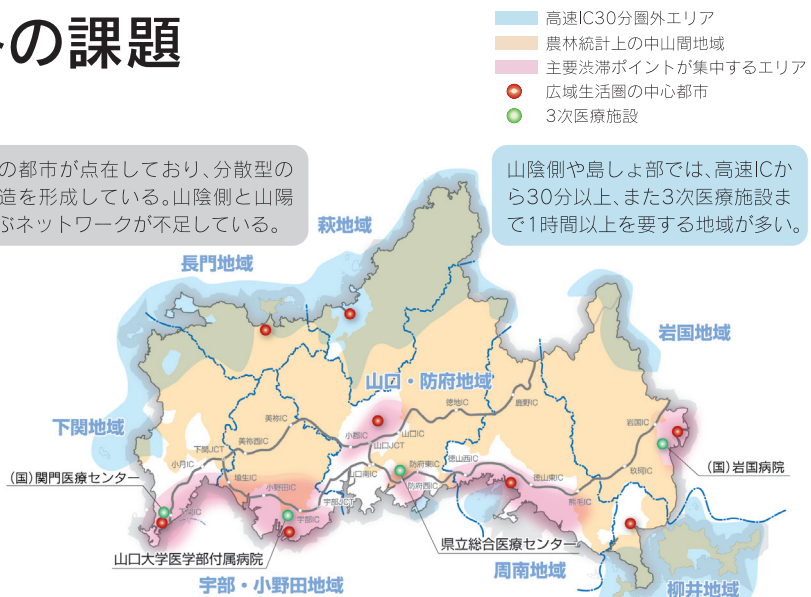 の課題
高速IC30分圏外エリア
農林統計上の中山間地域
主要渋滞ポイントが集中するエリア
広域生活圏の中心都市
3次医療施設
の都市が点在しており、分散型の
造を形成している。山陰側と山陽
ぶネットワークが不足している。
山陰側や島しょ部では、高速ICか
ら30分以上、また3次医療施設ま
で1時間以上を要する地域が多い。
萩地域
長門地域
岩国地域
山口・防府地域
下関地域
鹿野IC
徳地IC
美祢IC
小郡IC
山口IC
山口JCT
岩国IC
下関JCT
美祢西IC
小月IC
徳山西IC
防府東IC
玖珂IC
(国)関門医療センター
埴生IC
小野田IC
山口南IC
徳山東IC
(国)岩国病院
防府西IC
熊毛IC
宇部JCT
下関IC
宇部IC
山口大学医学部付属病院
県立総合医療センター
宇部・小野田地域
周南地域
柳井地域